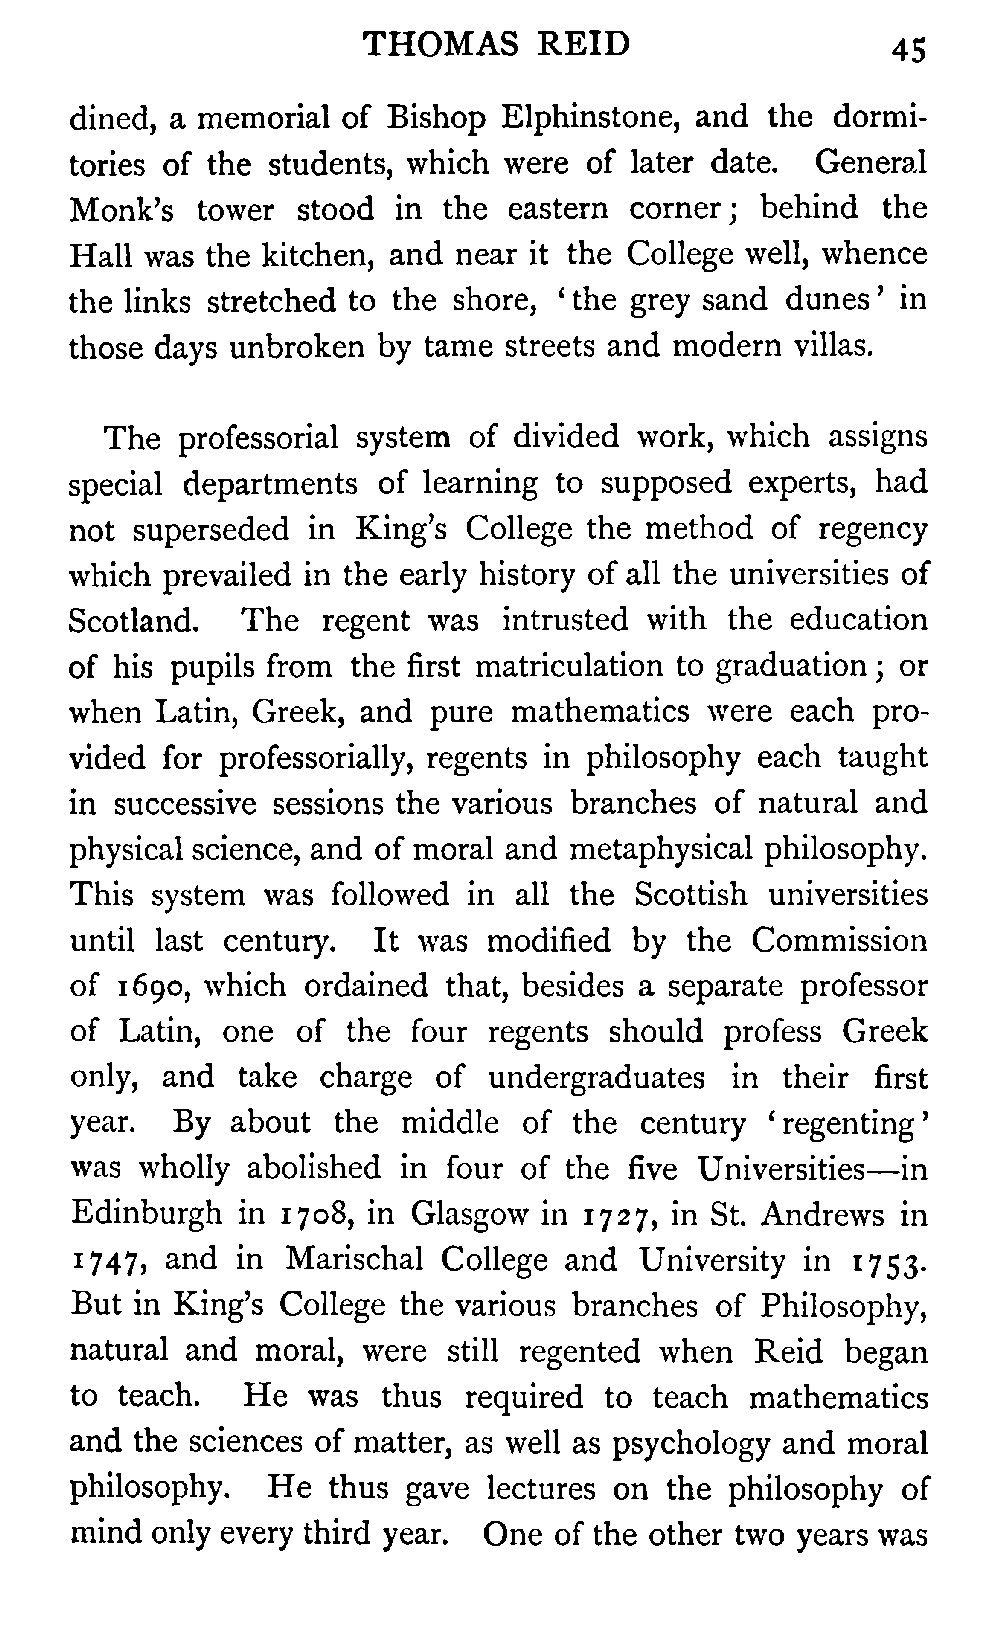 THOMAS REID 45
dined, a memorial of Bishop Elphinstone, and the dormi-
tories of the students, which were of later date. General
Monk's tower stood in the eastern corner; behind the
Hall was the kitchen, and near it the College well, whence
the links stretched to the shore, 'the grey sand dunes' in
those days unbroken by tame streets and modern villas.
The professorial system of divided work, which assigns
special departments of learning to supposed experts, had
not superseded in King's College the method of regency
which prevailed in the early history of all the universities of
Scotland. The regent was intrusted with the education
of his pupils from the first matriculation to graduation; or
when Latin, Greek, and pure mathematics were each pro-
vided for professorially, regents in philosophy each taught
in successive sessions the various branches of natural and
physical science, and of moral and metaphysical philosophy.
This system was followed in all the Scottish universities
until last century. It was modified by the Commission
of 1690, which ordained that, besides a separate professor
of Latin, one of the four regents should profess Greek
only, and take charge of undergraduates in their first
year. By about the middle of the century 'regenting'
was wholly abolished in four of the five Universities—in
Edinburgh in 1708, in Glasgow in 1727, in St. Andrews in
1747, and in Marischal College and University in 1753.
But in King's College the various branches of Philosophy,
natural and moral, were still regented when Reid began
to teach. He was thus required to teach mathematics
and the sciences of matter, as well as psychology and moral
philosophy. He thus gave lectures on the philosophy of
mind only every third year. One of the other two years was